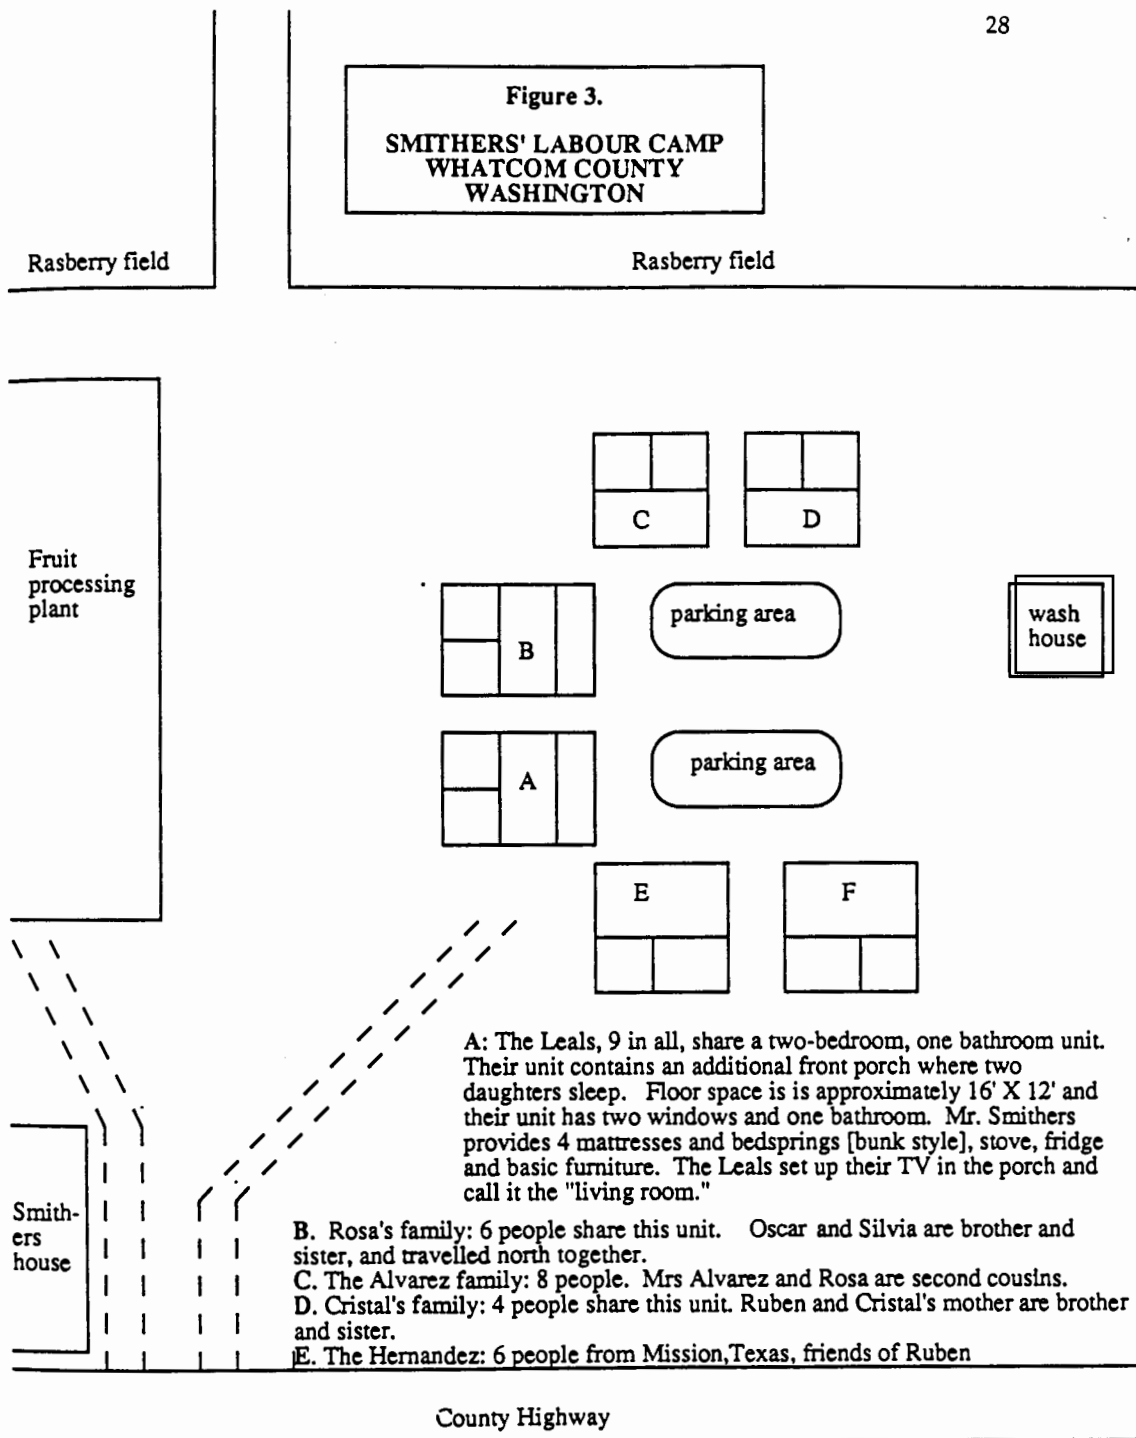 28
Figure 3.
SMITHERS' LABOUR CAMP
WHATCOM COUNTY
WASHINGTON
Rasberry field
Rasberry field
Fruit
processing
plant
C
D
parking area
wash
house
B
parking area
A
E
F
A: The Leals, 9 in all, share a two-bedroom, one bathroom unit.
Their unit contains an additional front porch where two
daughters sleep. Floor space is is approximately 16' X 12' and
their unit has two windows and one bathroom. Mr. Smithers
provides 4 mattresses and bedsprings [bunk style], stove, fridge
and basic furniture. The Leals set up their TV in the porch and
call it the "living room."
Smith-
ers
house
B. Rosa's family: 6 people share this unit. Oscar and Silvia are brother and
sister, and travelled north together.
C. The Alvarez family: 8 people. Mrs Alvarez and Rosa are second cousins.
D. Cristal's family: 4 people share this unit. Ruben and Cristal's mother are brother
and sister.
E. The Hernandez: 6 people from Mission,Texas, friends of Ruben
County Highway